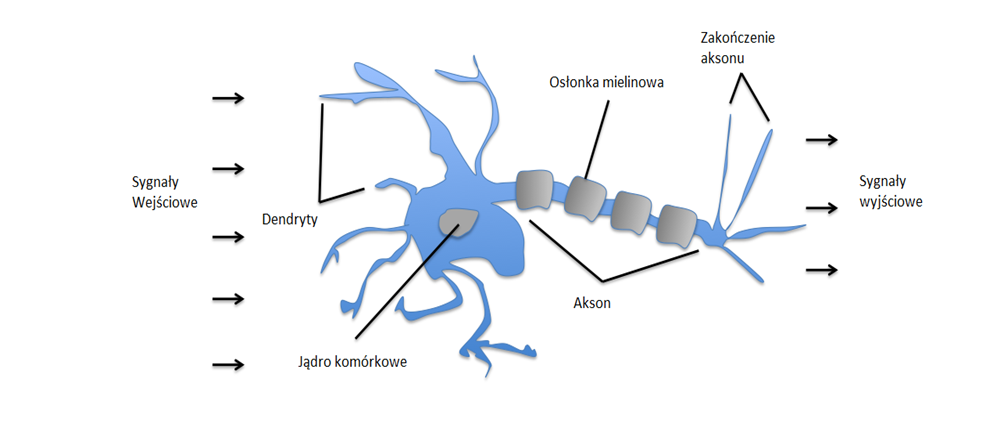 Zakończenie
aksonu
Osłonka mielinowa
Sygnały
Wejściowe
Dendryty
Sygnały
wyjściowe
Akson
Jądro komórkowe